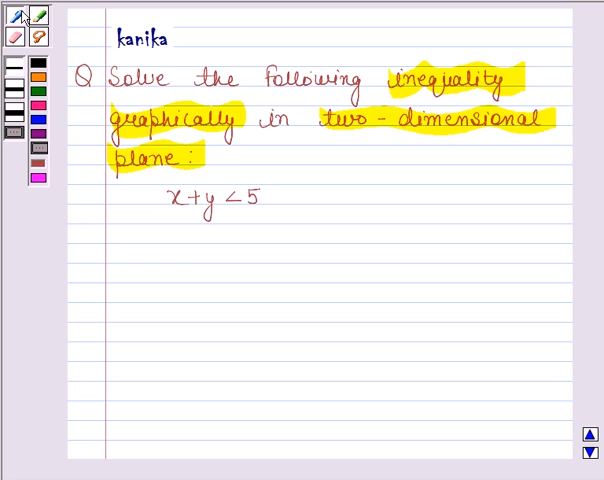 kanika
Q Solve the following inequality
graphically in two-dimensional
plane:
x+y < 5